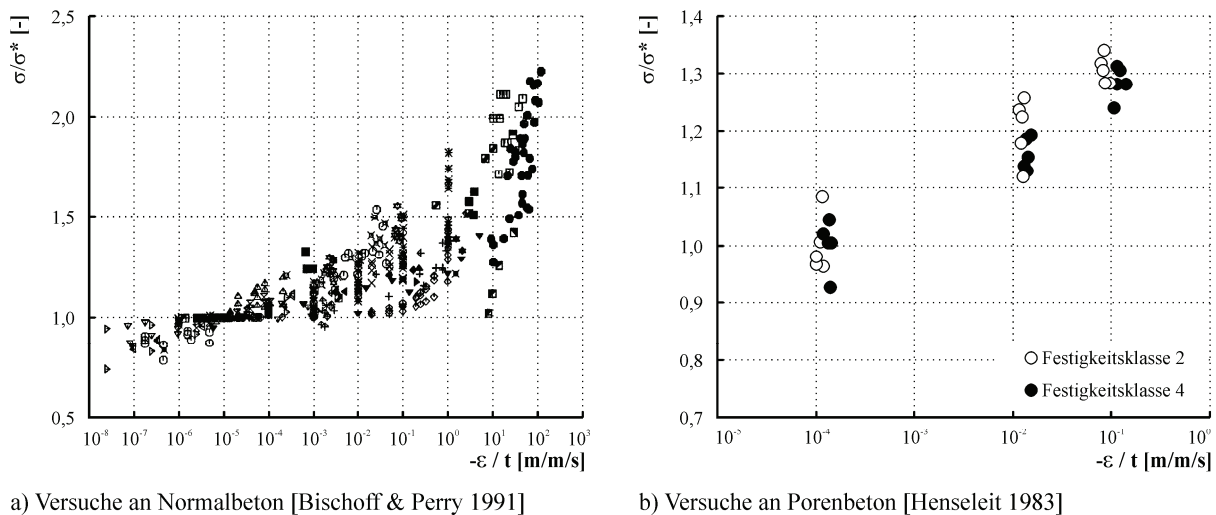 σ/σ* [-]
2,5
2,0
1,5
1,0
0,5
10⁻⁸ 10⁻⁷ 10⁻⁶ 10⁻⁵ 10⁻⁴ 10⁻³ 10⁻² 10⁻¹ 10⁰ 10¹ 10² 10³
-ε / t [m/m/s]
a) Versuche an Normalbeton [Bischoff & Perry 1991]
σ/σ* [-]
1,4
1,3
1,2
1,1
1,0
0,9
0,8
0,7
Festigkeitsklasse 2
Festigkeitsklasse 4
10⁻⁵ 10⁻⁴ 10⁻³ 10⁻² 10⁻¹ 10⁰
-ε / t [m/m/s]
b) Versuche an Porenbeton [Henseleit 1983]